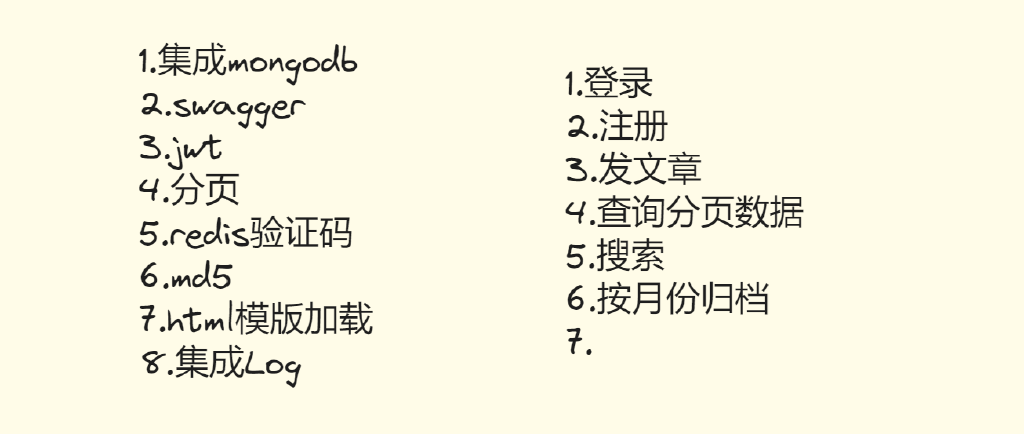 1.集成mongodb
2.swagger
3.jwt
4.分页
5.redis验证码
6.md5
7.html模版加载
8.集成Log
1.登录
2.注册
3.发文章
4.查询分页数据
5.搜索
6.按月份归档
7.